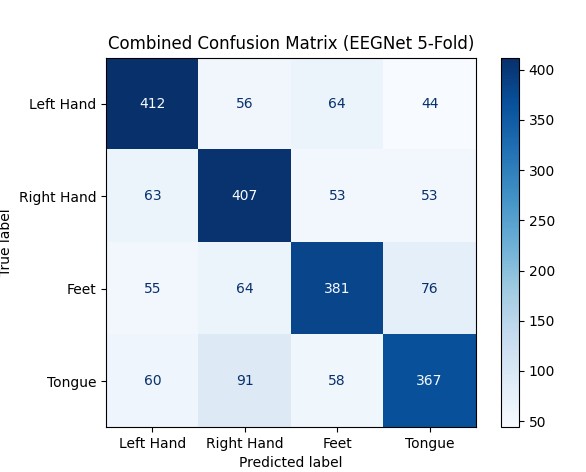 Combined Confusion Matrix (EEGNet 5-Fold)
True label
Left Hand 412 56 64 44
Right Hand 63 407 53 53
Feet 55 64 381 76
Tongue 60 91 58 367
Left Hand Right Hand Feet Tongue
Predicted label
400
350
300
250
200
150
100
50